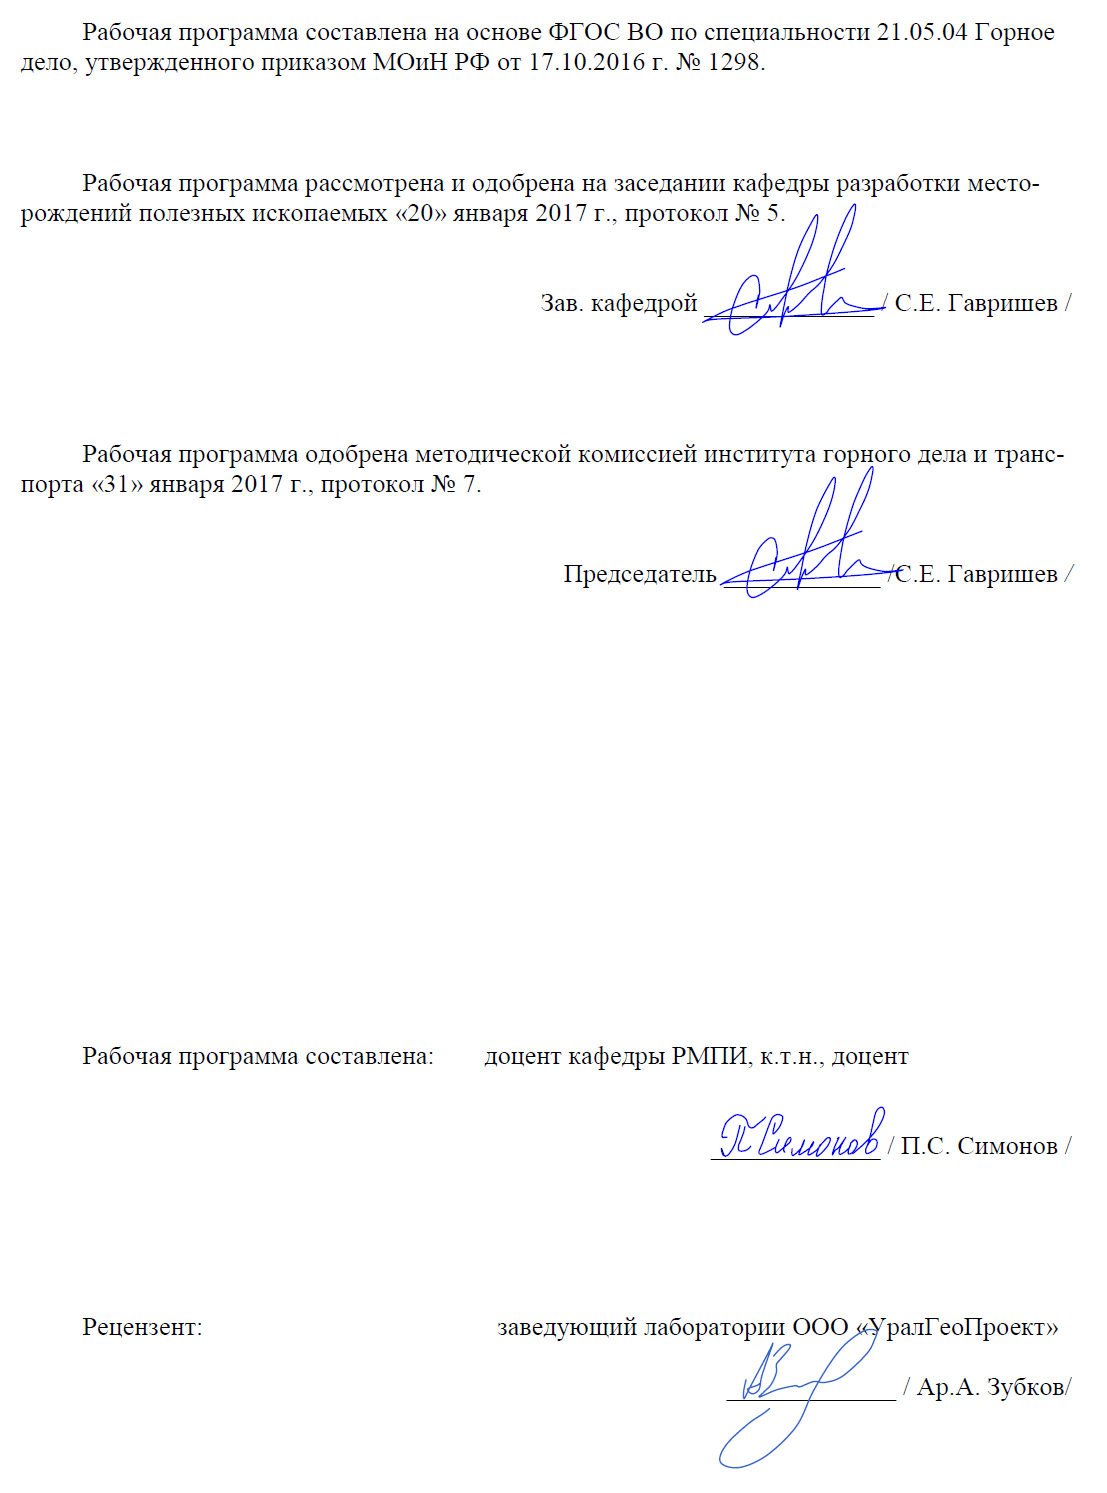 Рабочая программа составлена на основе ФГОС ВО по специальности 21.05.04 Горное
дело, утвержденного приказом МОиН РФ от 17.10.2016 г. № 1298.
Рабочая программа рассмотрена и одобрена на заседании кафедры разработки место-
рождений полезных ископаемых «20» января 2017 г., протокол № 5.
Зав. кафедрой _____________ / С.Е. Гавришев /
Рабочая программа одобрена методической комиссией института горного дела и транс-
порта «31» января 2017 г., протокол № 7.
Председатель ____________ /С.Е. Гавришев /
Рабочая программа составлена: доцент кафедры РМПИ, к.т.н., доцент
П Симонов / П.С. Симонов /
Рецензент: заведующий лаборатории ООО «УралГеоПроект»
_____________ / Ар.А. Зубков/